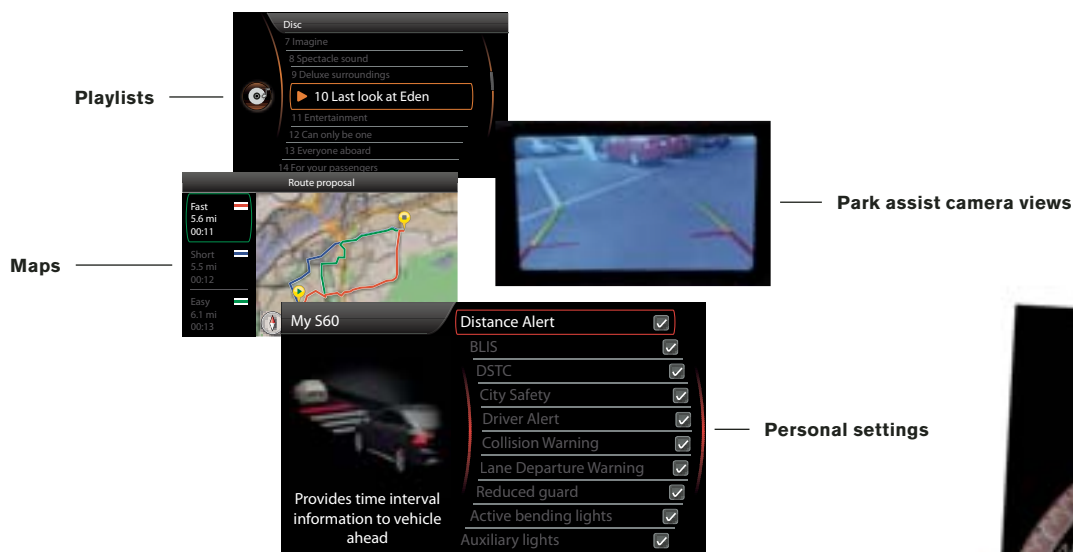 Disc
7 Imagine
8 Spectacle sound
9 Deluxe surroundings
10 Last look at Eden
11 Entertainment
12 Can only be one
13 Everyone aboard
14 For your passengers
Playlists
Route proposal
Fast
5.6 mi
00:11
Short
5.5 mi
00:12
Easy
6.1 mi
00:13
Maps
Park assist camera views
My S60
Provides time interval
information to vehicle
ahead
Distance Alert
BLIS
DSTC
City Safety
Driver Alert
Collision Warning
Lane Departure Warning
Reduced guard
Active bending lights
Auxiliary lights
Personal settings